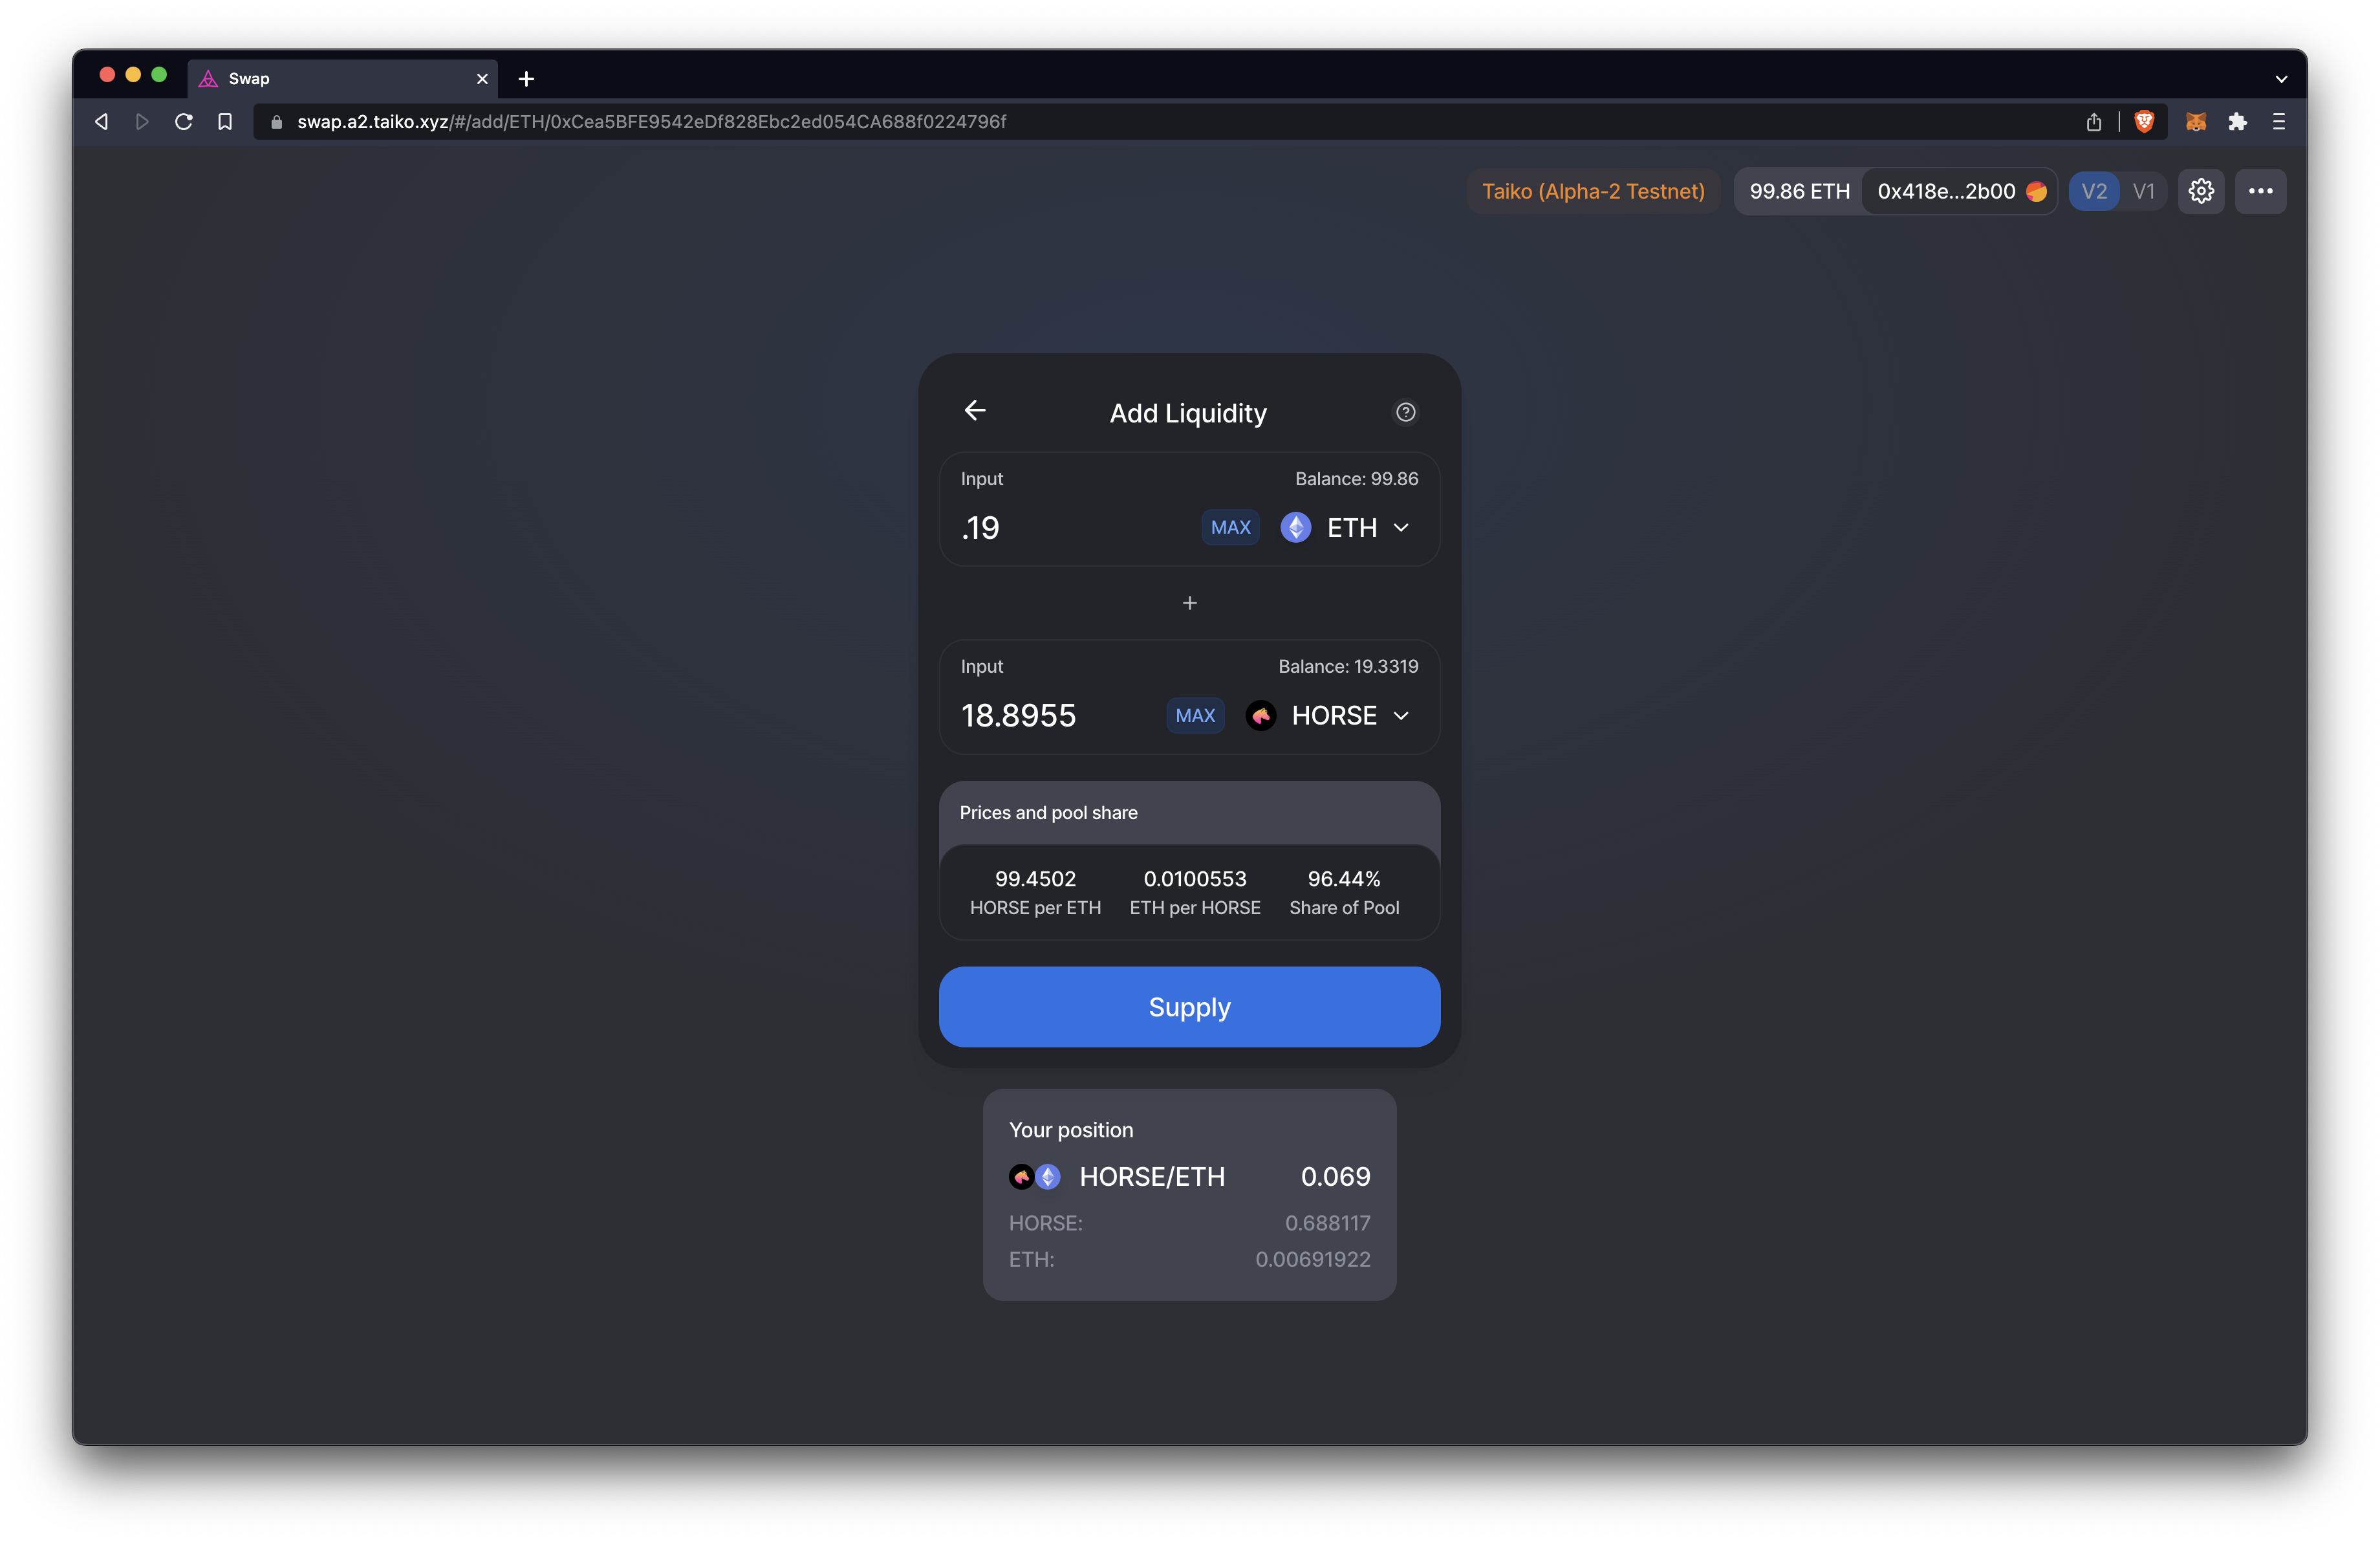 Swap
swap.a2.taiko.xyz/#/add/ETH/0xCea5BFE9542eDf828Ebc2ed054CA688f0224796f
Taiko (Alpha-2 Testnet) 99.86 ETH 0x418e...2b00 V2 V1
Add Liquidity
Input Balance: 99.86
.19 MAX ETH
+
Input Balance: 19.3319
18.8955 MAX HORSE
Prices and pool share
99.4502 0.0100553 96.44%
HORSE per ETH ETH per HORSE Share of Pool
Supply
Your position
HORSE/ETH 0.069
HORSE: 0.688117
ETH: 0.00691922